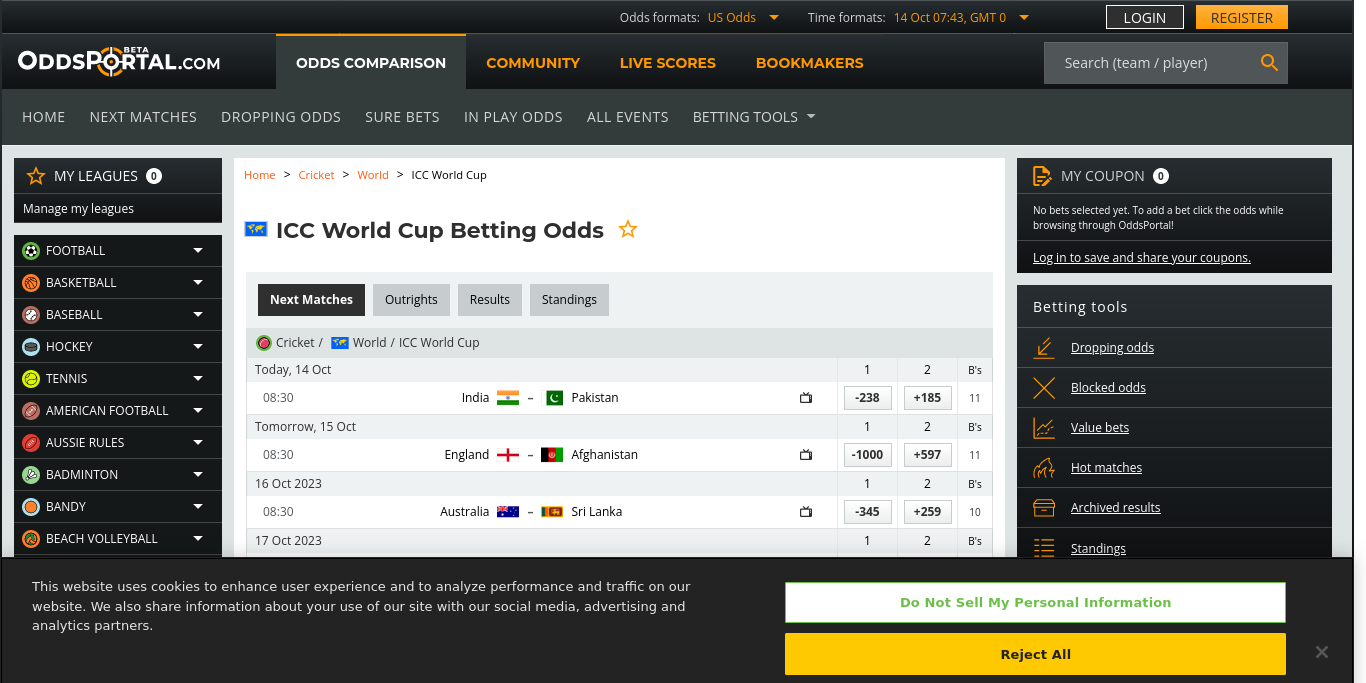 Odds formats: US Odds Time formats: 14 Oct 07:43, GMT 0 LOGIN REGISTER
ODDSPORTAL.COM BETA ODDS COMPARISON COMMUNITY LIVE SCORES BOOKMAKERS Search (team / player)
HOME NEXT MATCHES DROPPING ODDS SURE BETS IN PLAY ODDS ALL EVENTS BETTING TOOLS
MY LEAGUES 0
Manage my leagues
FOOTBALL
BASKETBALL
BASEBALL
HOCKEY
TENNIS
AMERICAN FOOTBALL
AUSSIE RULES
BADMINTON
BANDY
BEACH VOLLEYBALL
Home > Cricket > World > ICC World Cup
ICC World Cup Betting Odds
Next Matches Outrights Results Standings
Cricket / World / ICC World Cup
Today, 14 Oct 1 2 B's
08:30 India – Pakistan -238 +185 11
Tomorrow, 15 Oct 1 2 B's
08:30 England – Afghanistan -1000 +597 11
16 Oct 2023 1 2 B's
08:30 Australia – Sri Lanka -345 +259 10
17 Oct 2023 1 2 B's
MY COUPON 0
No bets selected yet. To add a bet click the odds while
browsing through OddsPortal!
Log in to save and share your coupons.
Betting tools
Dropping odds
Blocked odds
Value bets
Hot matches
Archived results
Standings
This website uses cookies to enhance user experience and to analyze performance and traffic on our
website. We also share information about your use of our site with our social media, advertising and
analytics partners.
Do Not Sell My Personal Information
Reject All